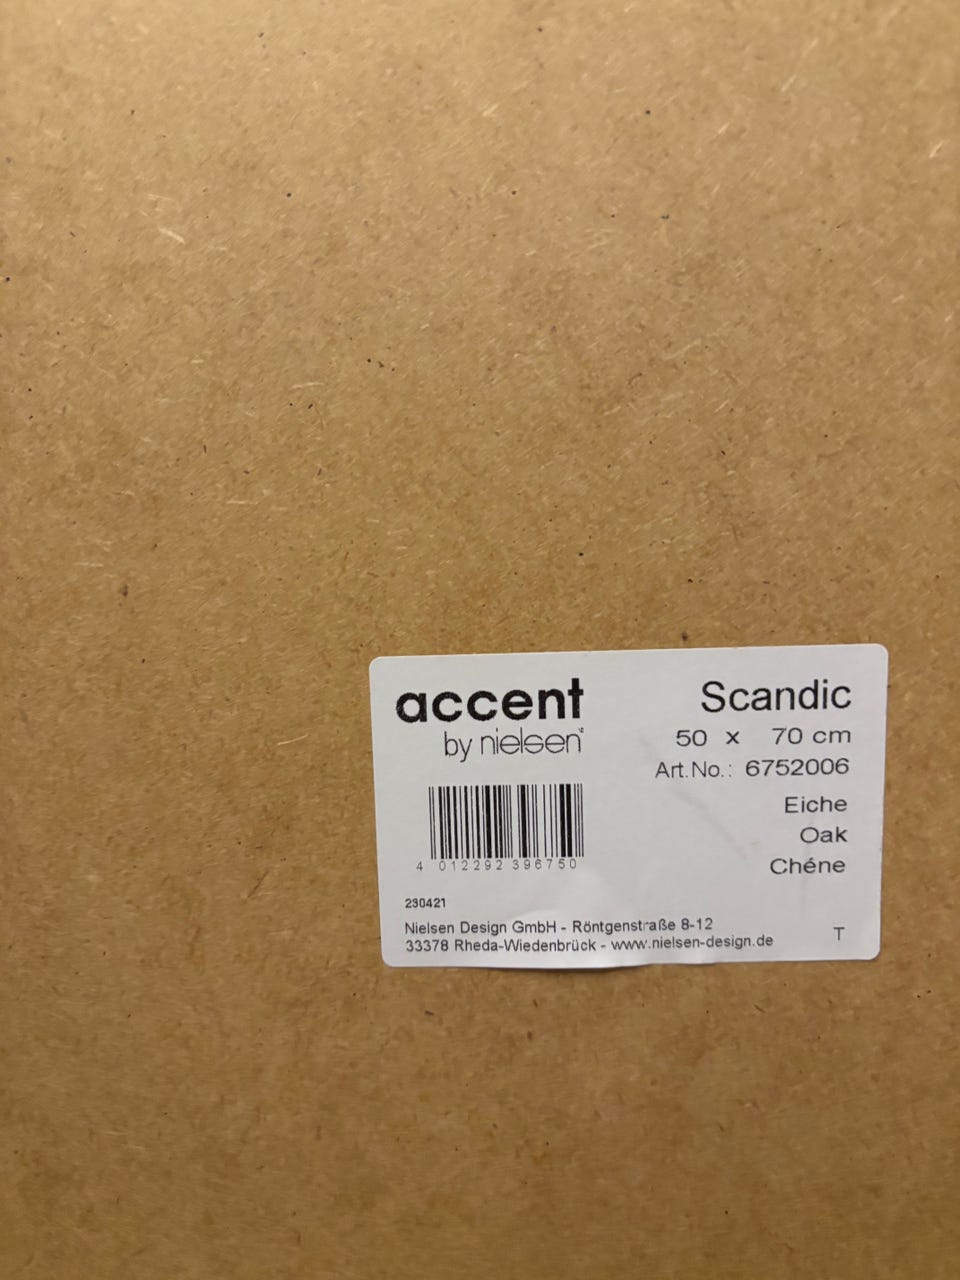 accent
by nielsen
Scandic
50 x 70 cm
Art.No.: 6752006
Eiche
Oak
Chéne
4 012292 396750
230421
Nielsen Design GmbH - Röntgenstraße 8-12
33378 Rheda-Wiedenbrück - www.nielsen-design.de
T